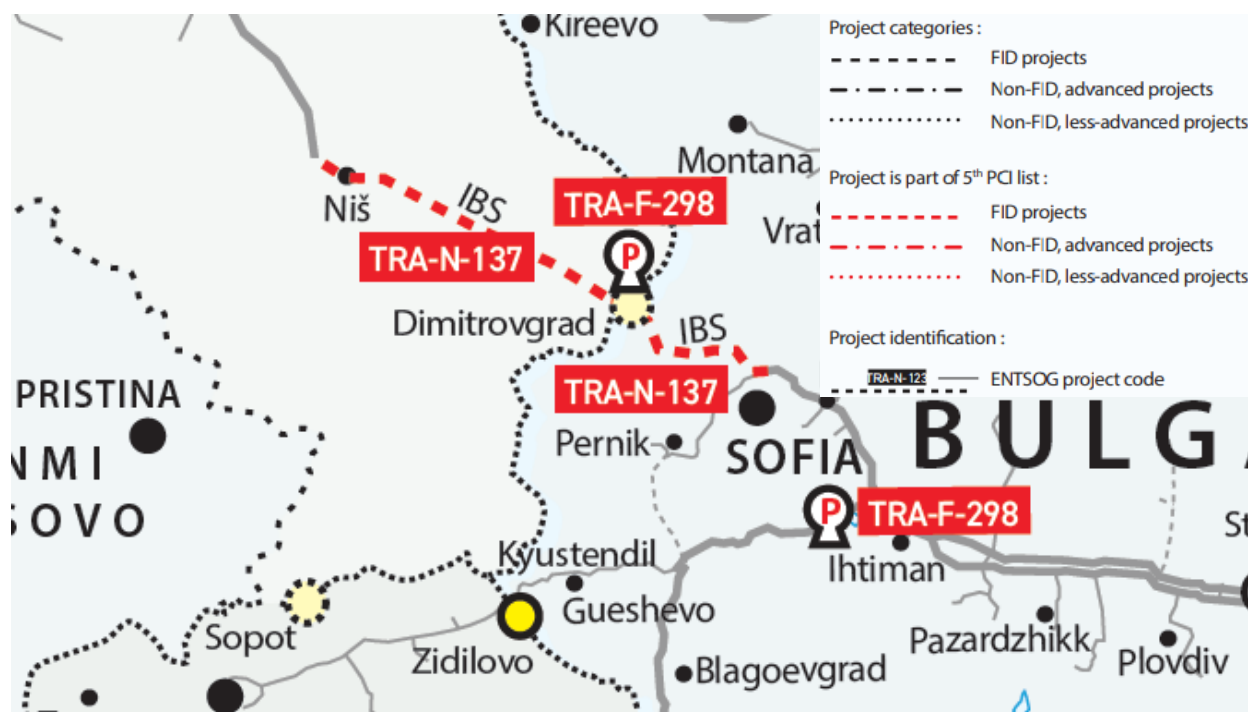 Kireevo
Montana
Vrat
Niš
IBS
TRA-F-298
P
TRA-N-137
Dimitrovgrad
IBS
TRA-N-137
PRISTINA
Pernik
SOFIA
BULG
NMI
SOVO
P
TRA-F-298
Ihtiman
St
Kyustendil
Gueshevo
Sopot
Zidilovo
Blagoevgrad
Pazardzhikk
Plovdiv
Project categories :
FID projects
Non-FID, advanced projects
Non-FID, less-advanced projects
Project is part of 5th PCI list :
FID projects
Non-FID, advanced projects
Non-FID, less-advanced projects
Project identification :
TRA-N-123
ENTSOG project code